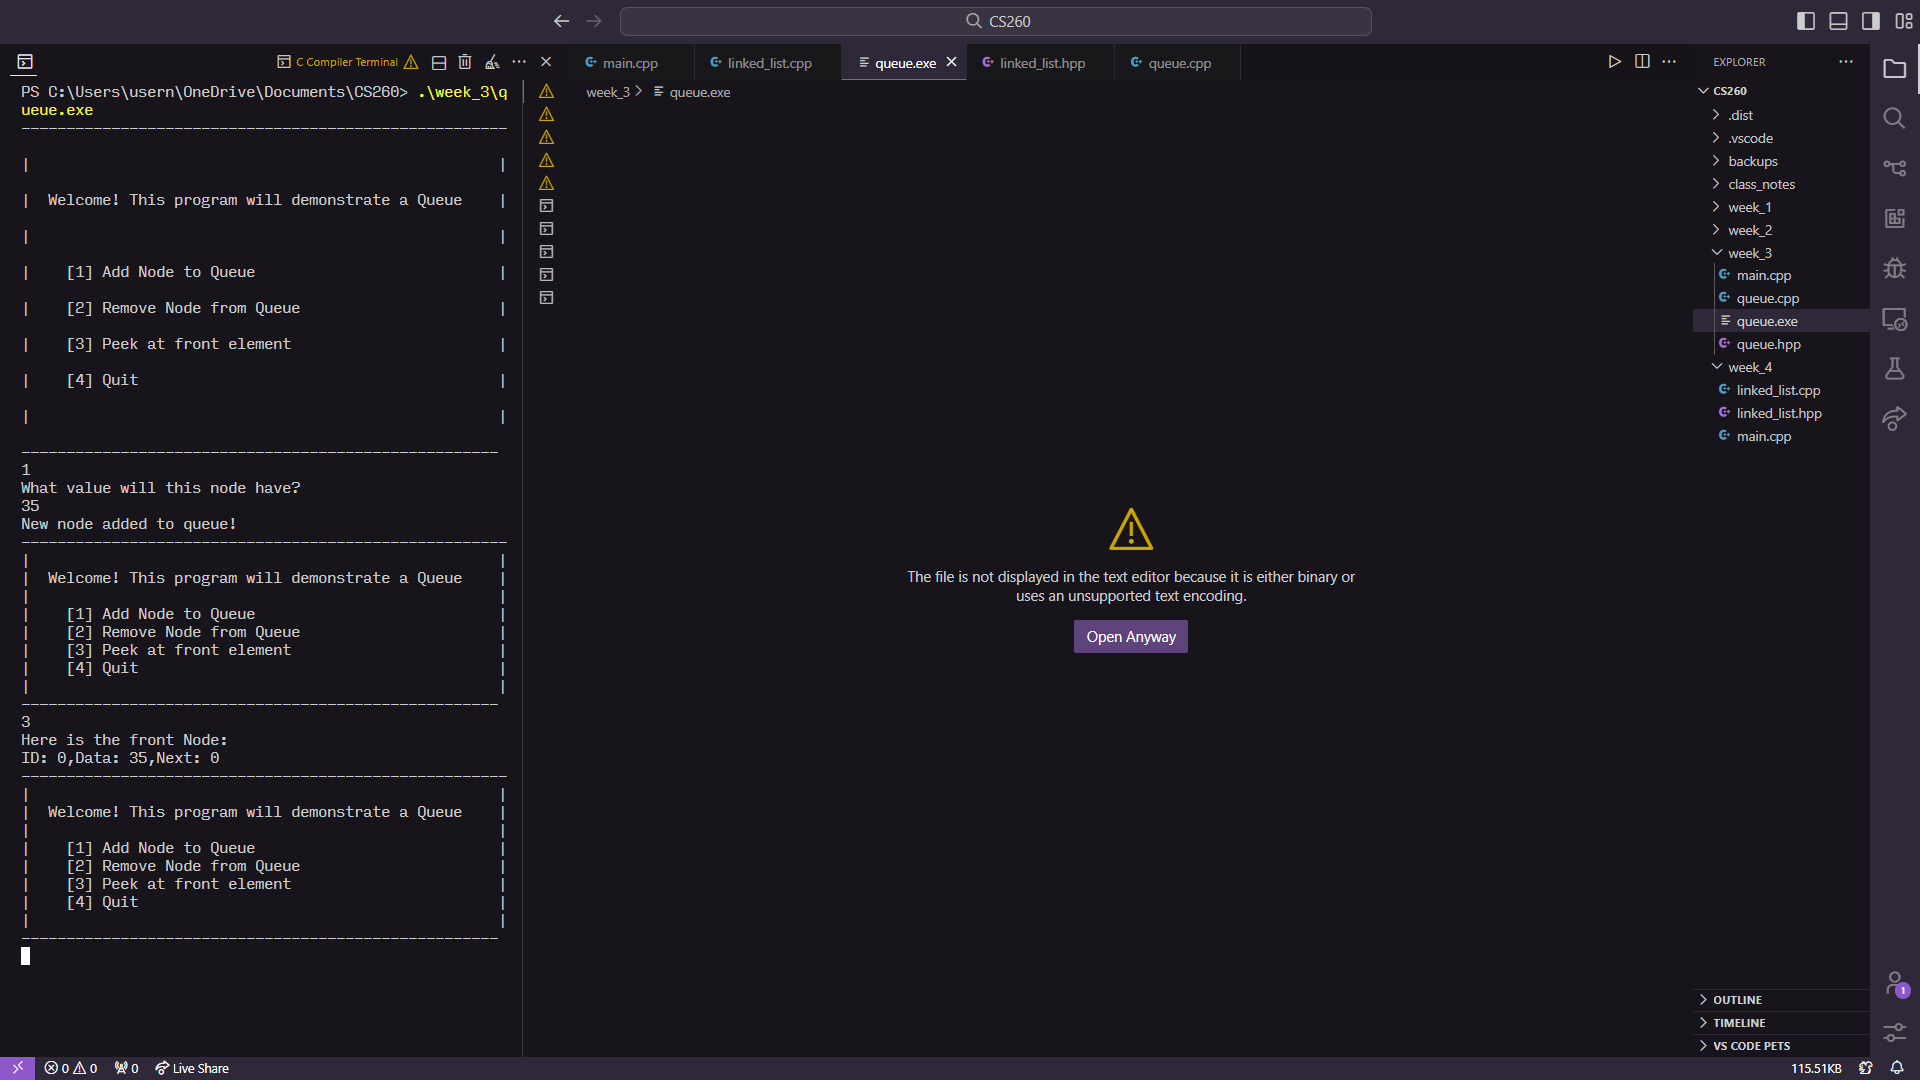 CS260
C Compiler Terminal
main.cpp
linked_list.cpp
queue.exe
linked_list.hpp
queue.cpp
EXPLORER
PS C:\Users\usern\OneDrive\Documents\CS260> .\week_3\q
ueue.exe
-----------------------------------------------------
|                                                    |
|  Welcome! This program will demonstrate a Queue    |
|                                                    |
|    [1] Add Node to Queue                           |
|    [2] Remove Node from Queue                      |
|    [3] Peek at front element                       |
|    [4] Quit                                        |
|                                                    |
-----------------------------------------------------
1
What value will this node have?
35
New node added to queue!
-----------------------------------------------------
|                                                    |
|  Welcome! This program will demonstrate a Queue    |
|                                                    |
|    [1] Add Node to Queue                           |
|    [2] Remove Node from Queue                      |
|    [3] Peek at front element                       |
|    [4] Quit                                        |
|                                                    |
-----------------------------------------------------
3
Here is the front Node:
ID: 0,Data: 35,Next: 0
-----------------------------------------------------
|                                                    |
|  Welcome! This program will demonstrate a Queue    |
|                                                    |
|    [1] Add Node to Queue                           |
|    [2] Remove Node from Queue                      |
|    [3] Peek at front element                       |
|    [4] Quit                                        |
|                                                    |
-----------------------------------------------------
week_3 > queue.exe
The file is not displayed in the text editor because it is either binary or
uses an unsupported text encoding.
Open Anyway
CS260
.dist
.vscode
backups
class_notes
week_1
week_2
week_3
main.cpp
queue.cpp
queue.exe
queue.hpp
week_4
linked_list.cpp
linked_list.hpp
main.cpp
OUTLINE
TIMELINE
VS CODE PETS
1
0 0
0
Live Share
115.51KB